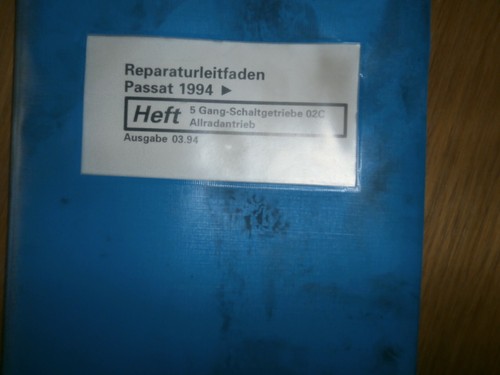 Reparaturleitfaden
Passat 1994 ►
Heft
5 Gang-Schaltgetriebe 02C
Allradantrieb
Ausgabe 03.94